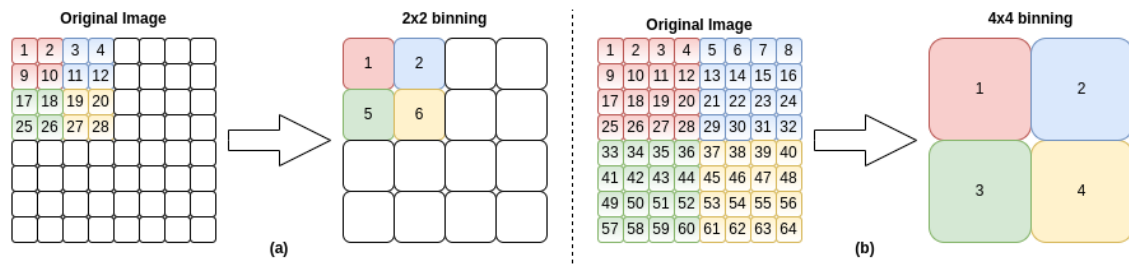 Original Image
1 2 3 4
9 10 11 12
17 18 19 20
25 26 27 28
2x2 binning
1 2
5 6
(a)
Original Image
1 2 3 4 5 6 7 8
9 10 11 12 13 14 15 16
17 18 19 20 21 22 23 24
25 26 27 28 29 30 31 32
33 34 35 36 37 38 39 40
41 42 43 44 45 46 47 48
49 50 51 52 53 54 55 56
57 58 59 60 61 62 63 64
4x4 binning
1 2
3 4
(b)